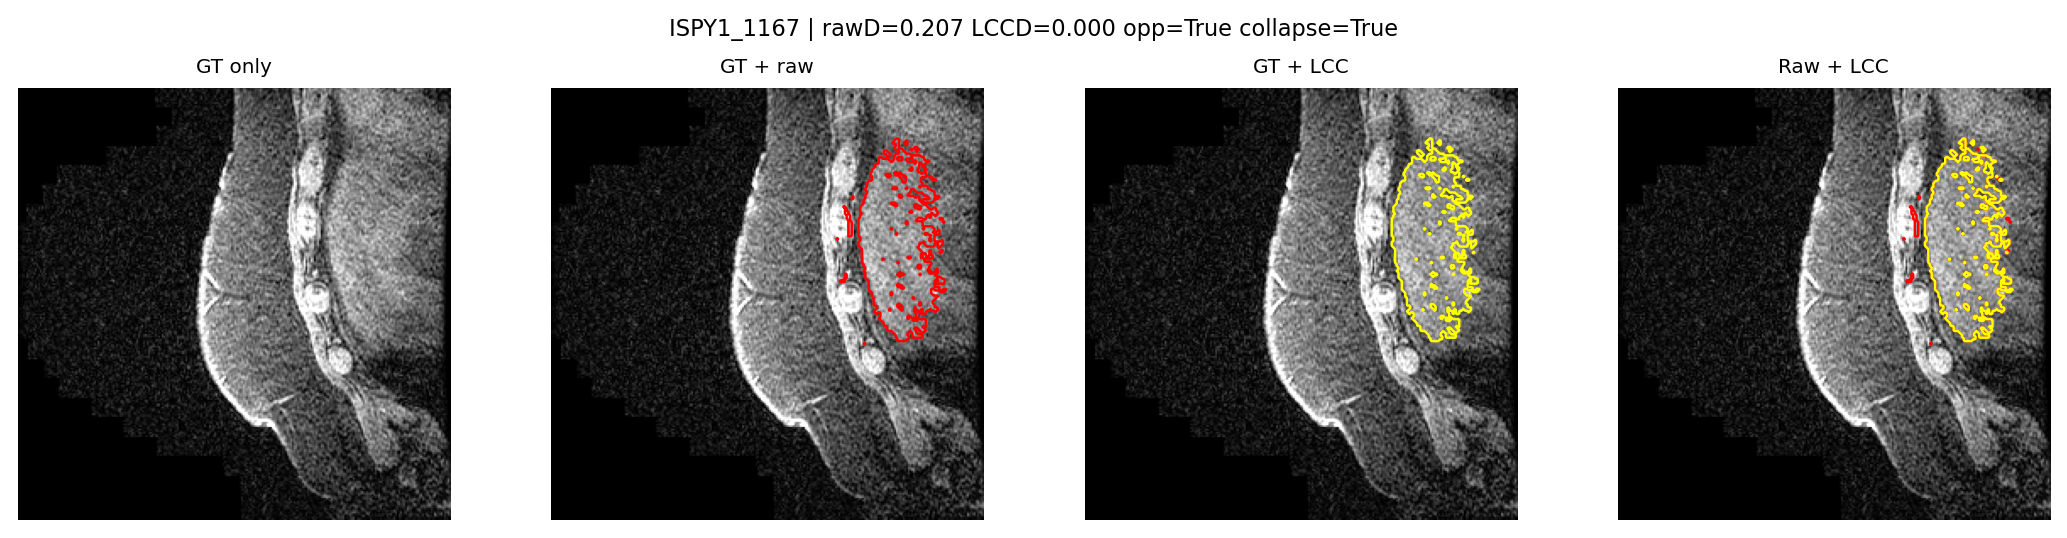 ISPY1_1167 | rawD=0.207 LCCD=0.000 opp=True collapse=True
GT only
GT + raw
GT + LCC
Raw + LCC